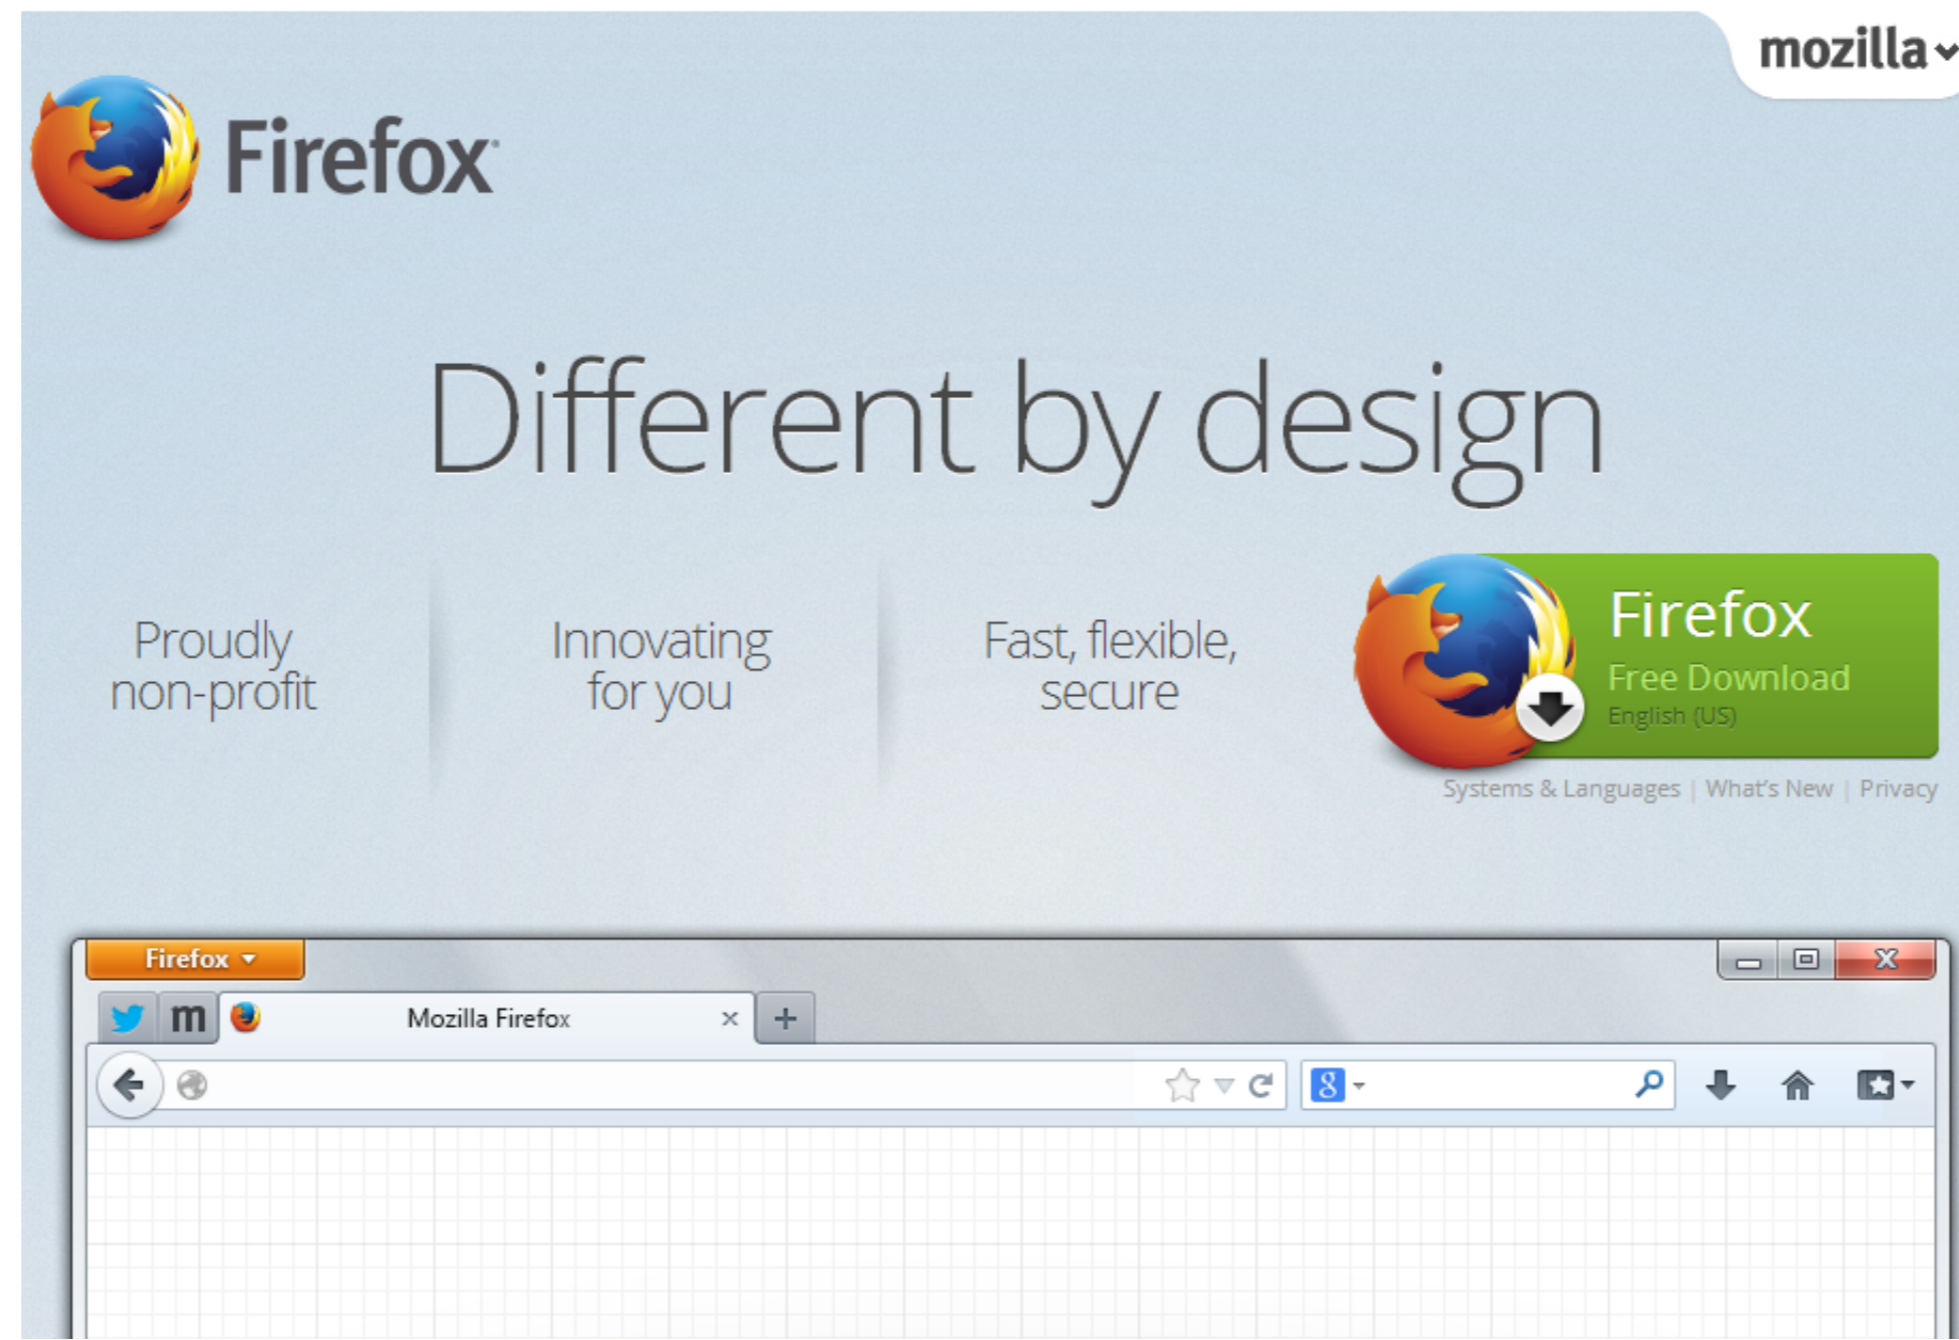 mozilla
Firefox
Different by design
Proudly
non-profit
Innovating
for you
Fast, flexible,
secure
Firefox
Free Download
English (US)
Systems & Languages | What's New | Privacy
Firefox
m
Mozilla Firefox
8